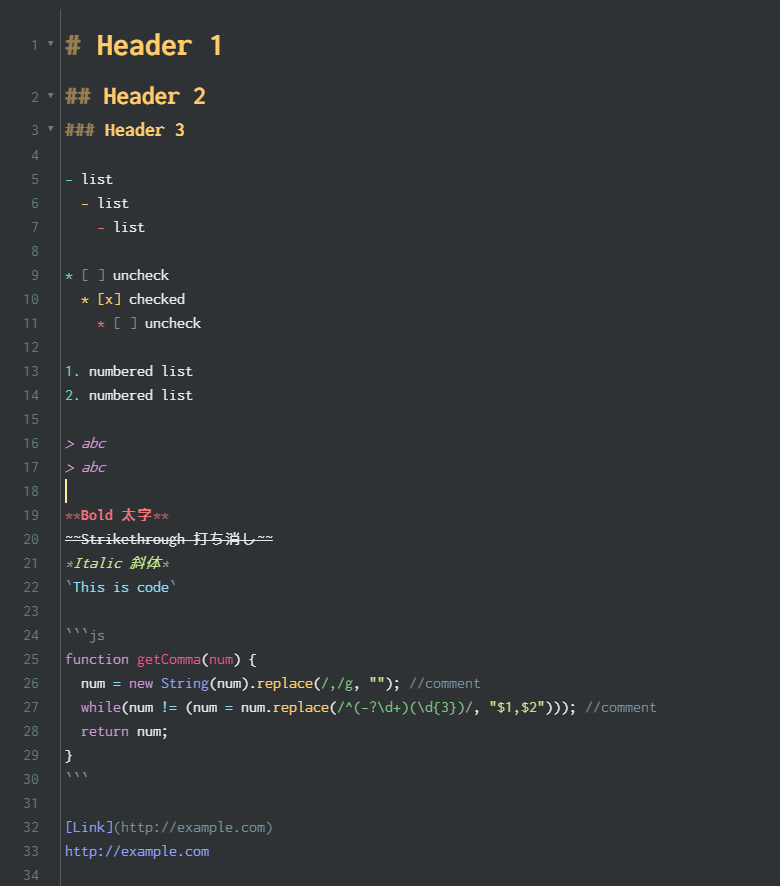 1 # Header 1
2 ## Header 2
3 ### Header 3
4
5 - list
6   - list
7     - list
8
9 * [ ] uncheck
10   * [x] checked
11     * [ ] uncheck
12
13 1. numbered list
14 2. numbered list
15
16 > abc
17 > abc
18
19 **Bold 太字**
20 ~~Strikethrough 打ち消し~~
21 *Italic 斜体*
22 `This is code`
23
24 ```js
25 function getComma(num) {
26   num = new String(num).replace(/,/g, ""); //comment
27   while(num != (num = num.replace(/^(-?\d+)(\d{3})/, "$1,$2"))); //comment
28   return num;
29 }
30 ```
31
32 [Link](http://example.com)
33 http://example.com
34